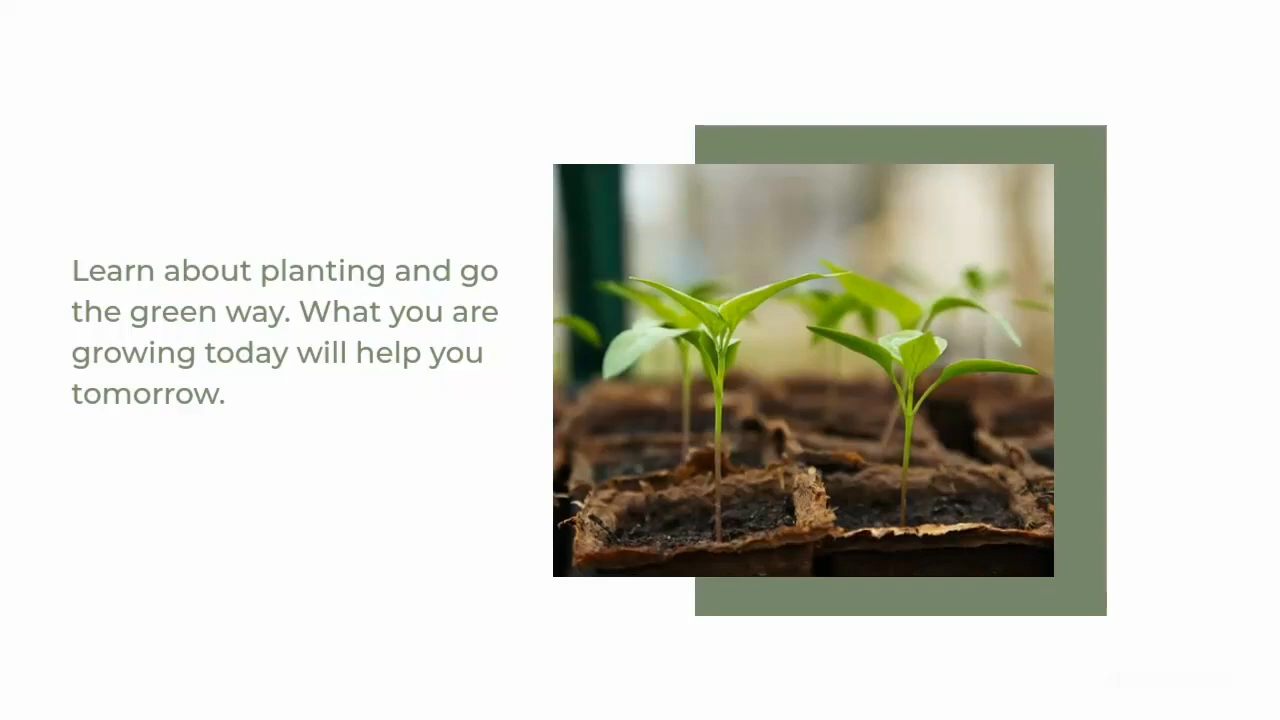 Learn about planting and go
the green way. What you are
growing today will help you
tomorrow.